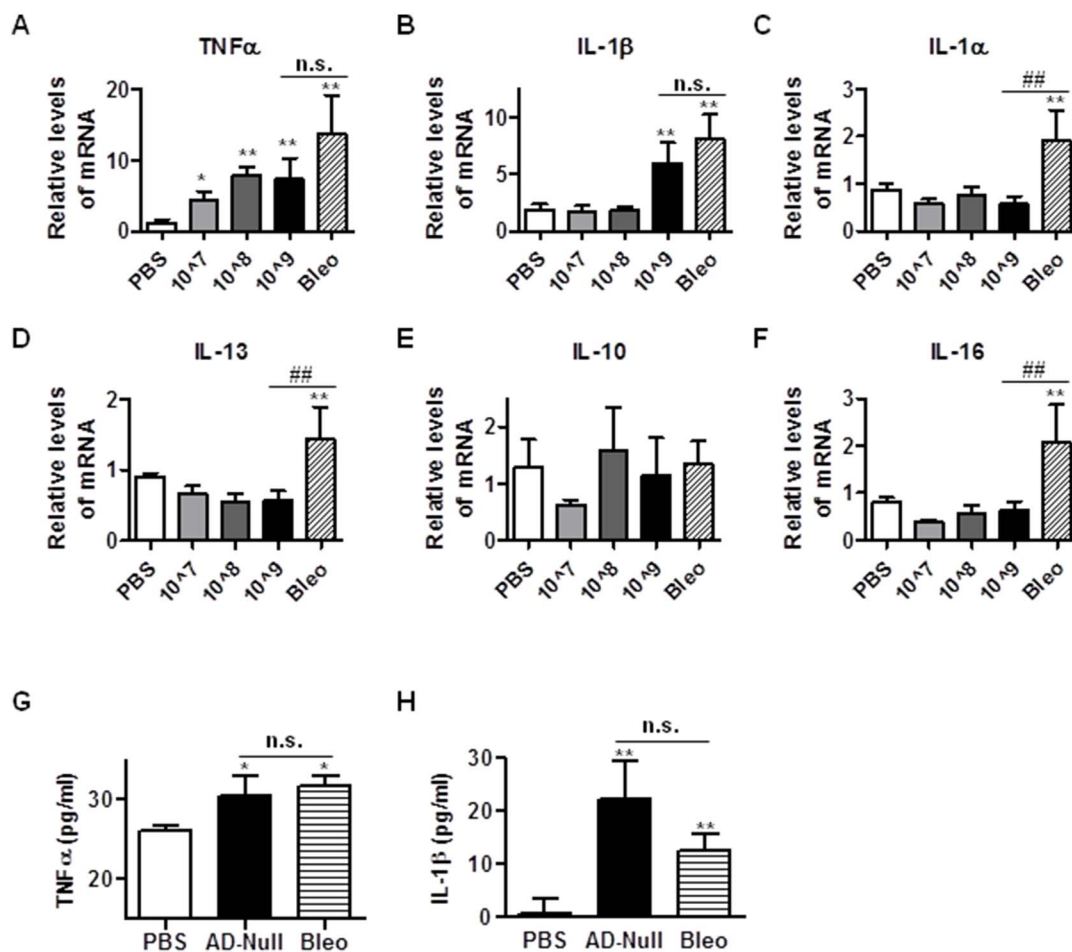 A
TNFα
Relative levels
of mRNA
20
10
0
*
**
**
n.s.
**
PBS
10^7
10^8
10^9
Bleo
B
IL-1β
Relative levels
of mRNA
10
5
0
**
n.s.
**
PBS
10^7
10^8
10^9
Bleo
C
IL-1α
Relative levels
of mRNA
3
2
1
0
##
**
PBS
10^7
10^8
10^9
Bleo
D
IL-13
Relative levels
of mRNA
2
1
0
##
**
PBS
10^7
10^8
10^9
Bleo
E
IL-10
Relative levels
of mRNA
2
1
0
PBS
10^7
10^8
10^9
Bleo
F
IL-16
Relative levels
of mRNA
3
2
1
0
##
**
PBS
10^7
10^8
10^9
Bleo
G
TNFα (pg/ml)
30
20
n.s.
*
*
PBS
AD-Null
Bleo
H
IL-1β (pg/ml)
30
20
10
0
n.s.
**
**
PBS
AD-Null
Bleo